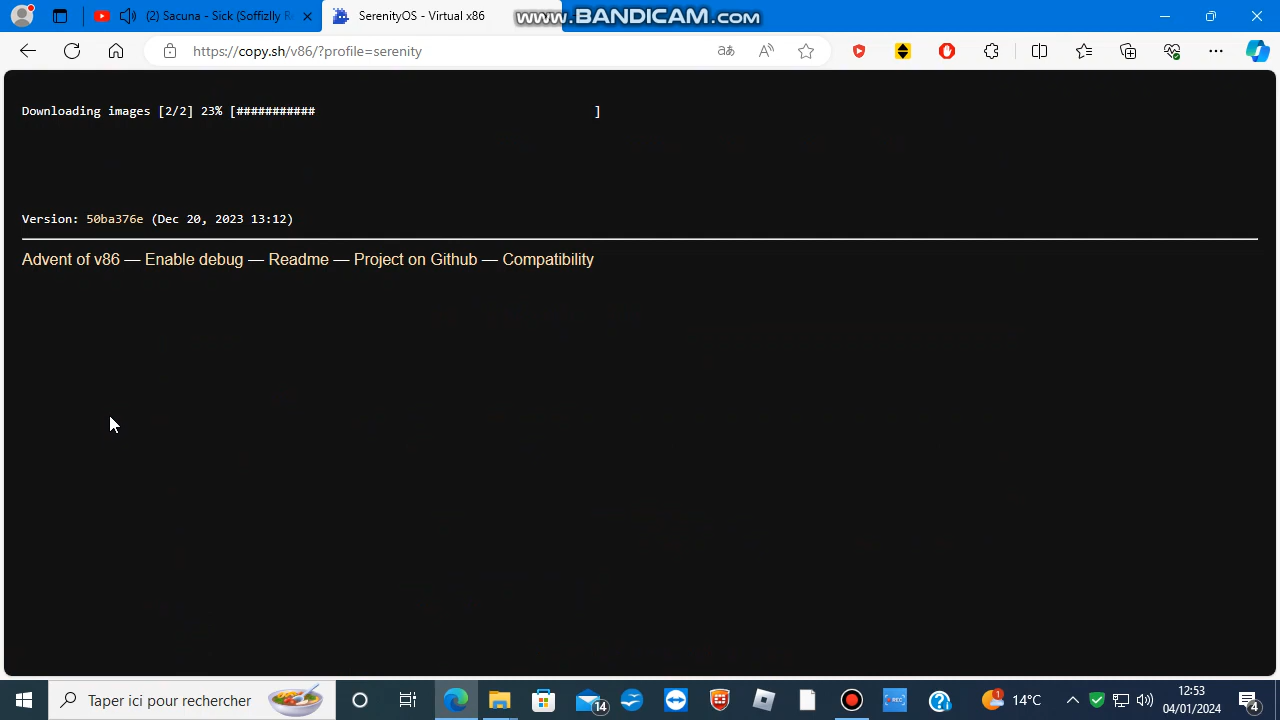 (2) Sacuna - Sick (Soffizlly R
SerenityOS - Virtual x86
www.BANDICAM.com
https://copy.sh/v86/?profile=serenity
Downloading images [2/2] 23% [########### ]
Version: 50ba376e (Dec 20, 2023 13:12)
Advent of v86 — Enable debug — Readme — Project on Github — Compatibility
Taper ici pour rechercher
14
REC
1
14°C
12:53
04/01/2024
4